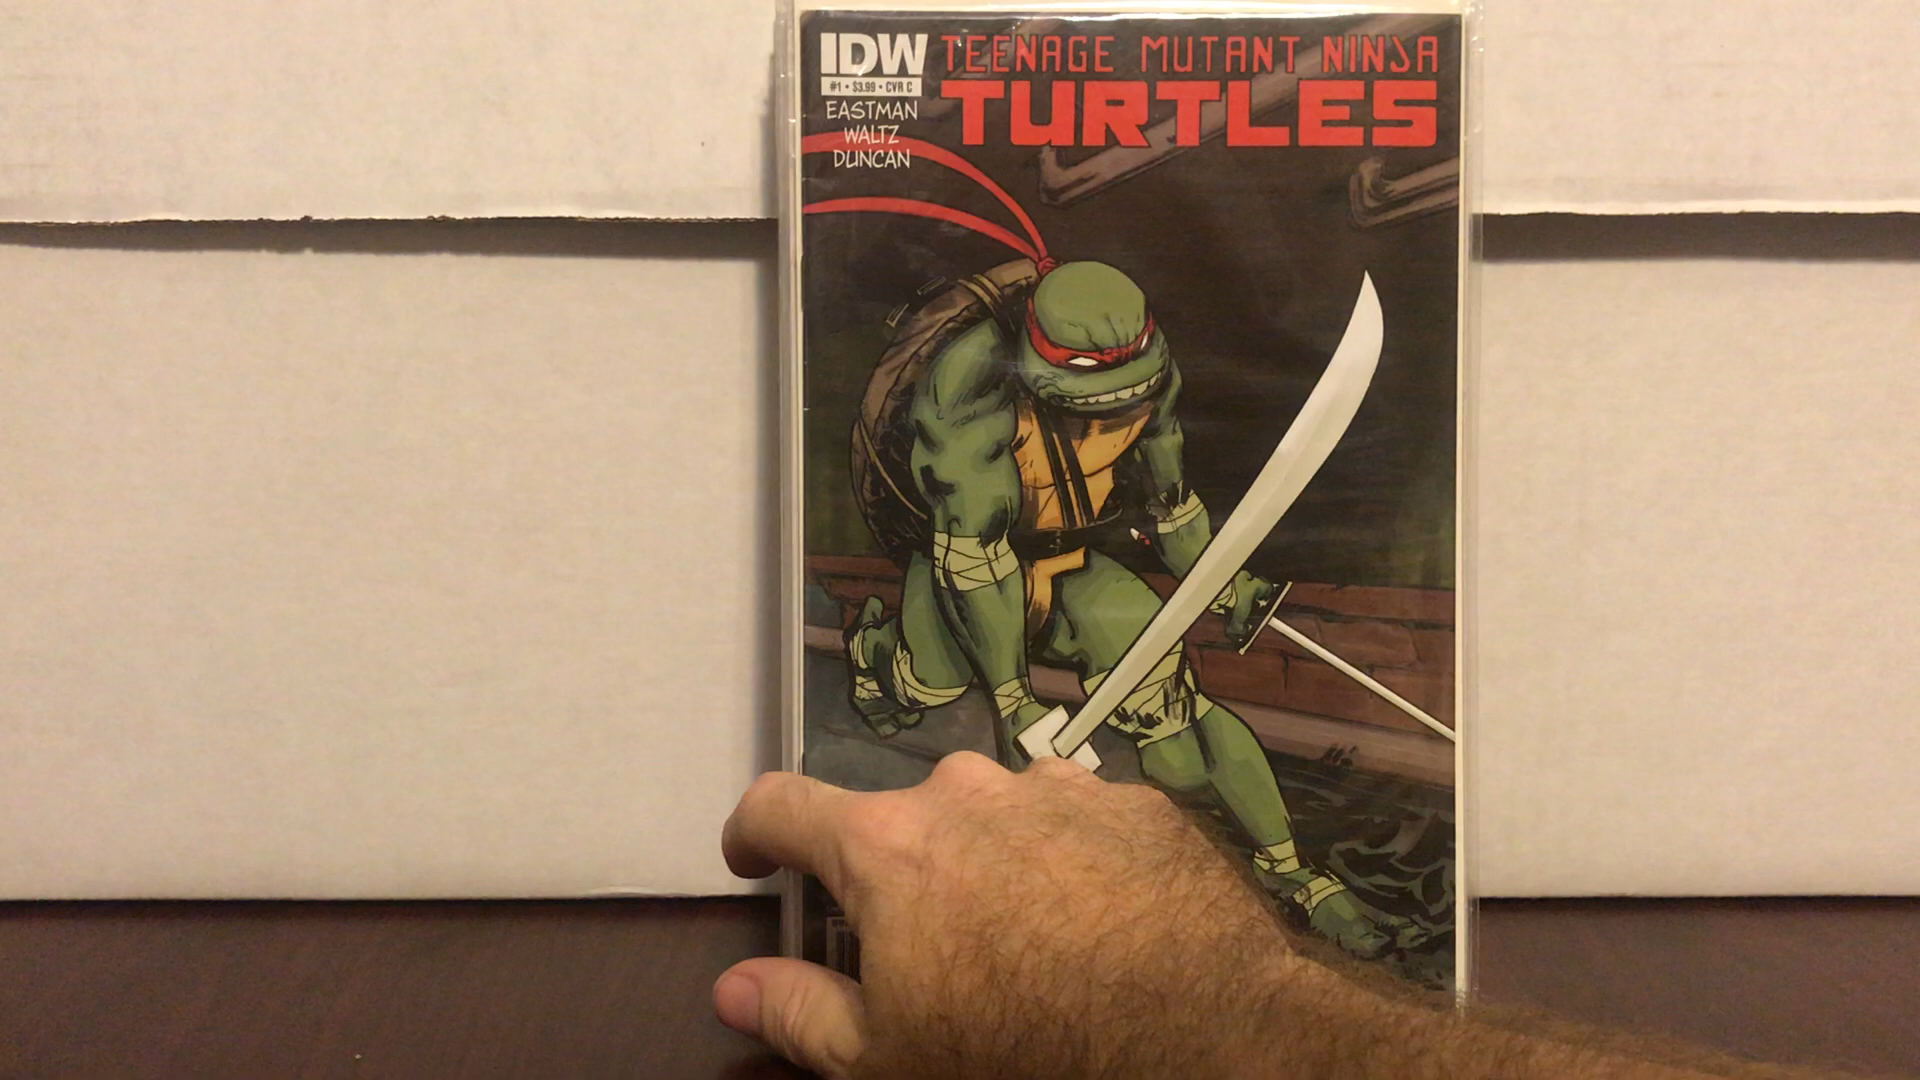 IDW
#1 • $3.99 • CVR C
EASTMAN
WALTZ
DUNCAN
TEENAGE MUTANT NINJA
TURTLES